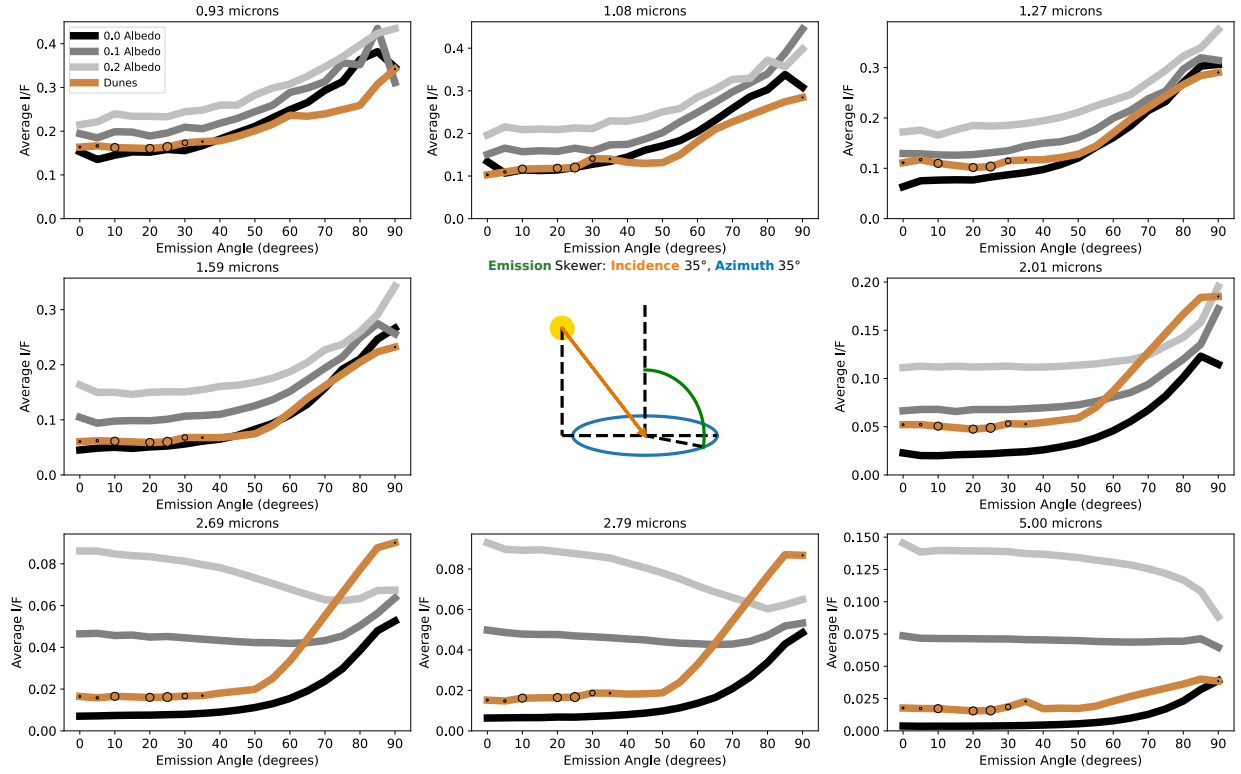 0.93 microns
Average I/F
0.4
0.3
0.2
0.1
0.0
0.0 Albedo
0.1 Albedo
0.2 Albedo
Dunes
0 10 20 30 40 50 60 70 80 90
Emission Angle (degrees)
1.08 microns
Average I/F
0.4
0.3
0.2
0.1
0.0
0 10 20 30 40 50 60 70 80 90
Emission Angle (degrees)
1.27 microns
Average I/F
0.3
0.2
0.1
0.0
0 10 20 30 40 50 60 70 80 90
Emission Angle (degrees)
1.59 microns
Average I/F
0.3
0.2
0.1
0.0
0 10 20 30 40 50 60 70 80 90
Emission Angle (degrees)
Emission Skewer: Incidence 35°, Azimuth 35°
2.01 microns
Average I/F
0.20
0.15
0.10
0.05
0.00
0 10 20 30 40 50 60 70 80 90
Emission Angle (degrees)
2.69 microns
Average I/F
0.08
0.06
0.04
0.02
0.00
0 10 20 30 40 50 60 70 80 90
Emission Angle (degrees)
2.79 microns
Average I/F
0.08
0.06
0.04
0.02
0.00
0 10 20 30 40 50 60 70 80 90
Emission Angle (degrees)
5.00 microns
Average I/F
0.150
0.125
0.100
0.075
0.050
0.025
0.000
0 10 20 30 40 50 60 70 80 90
Emission Angle (degrees)